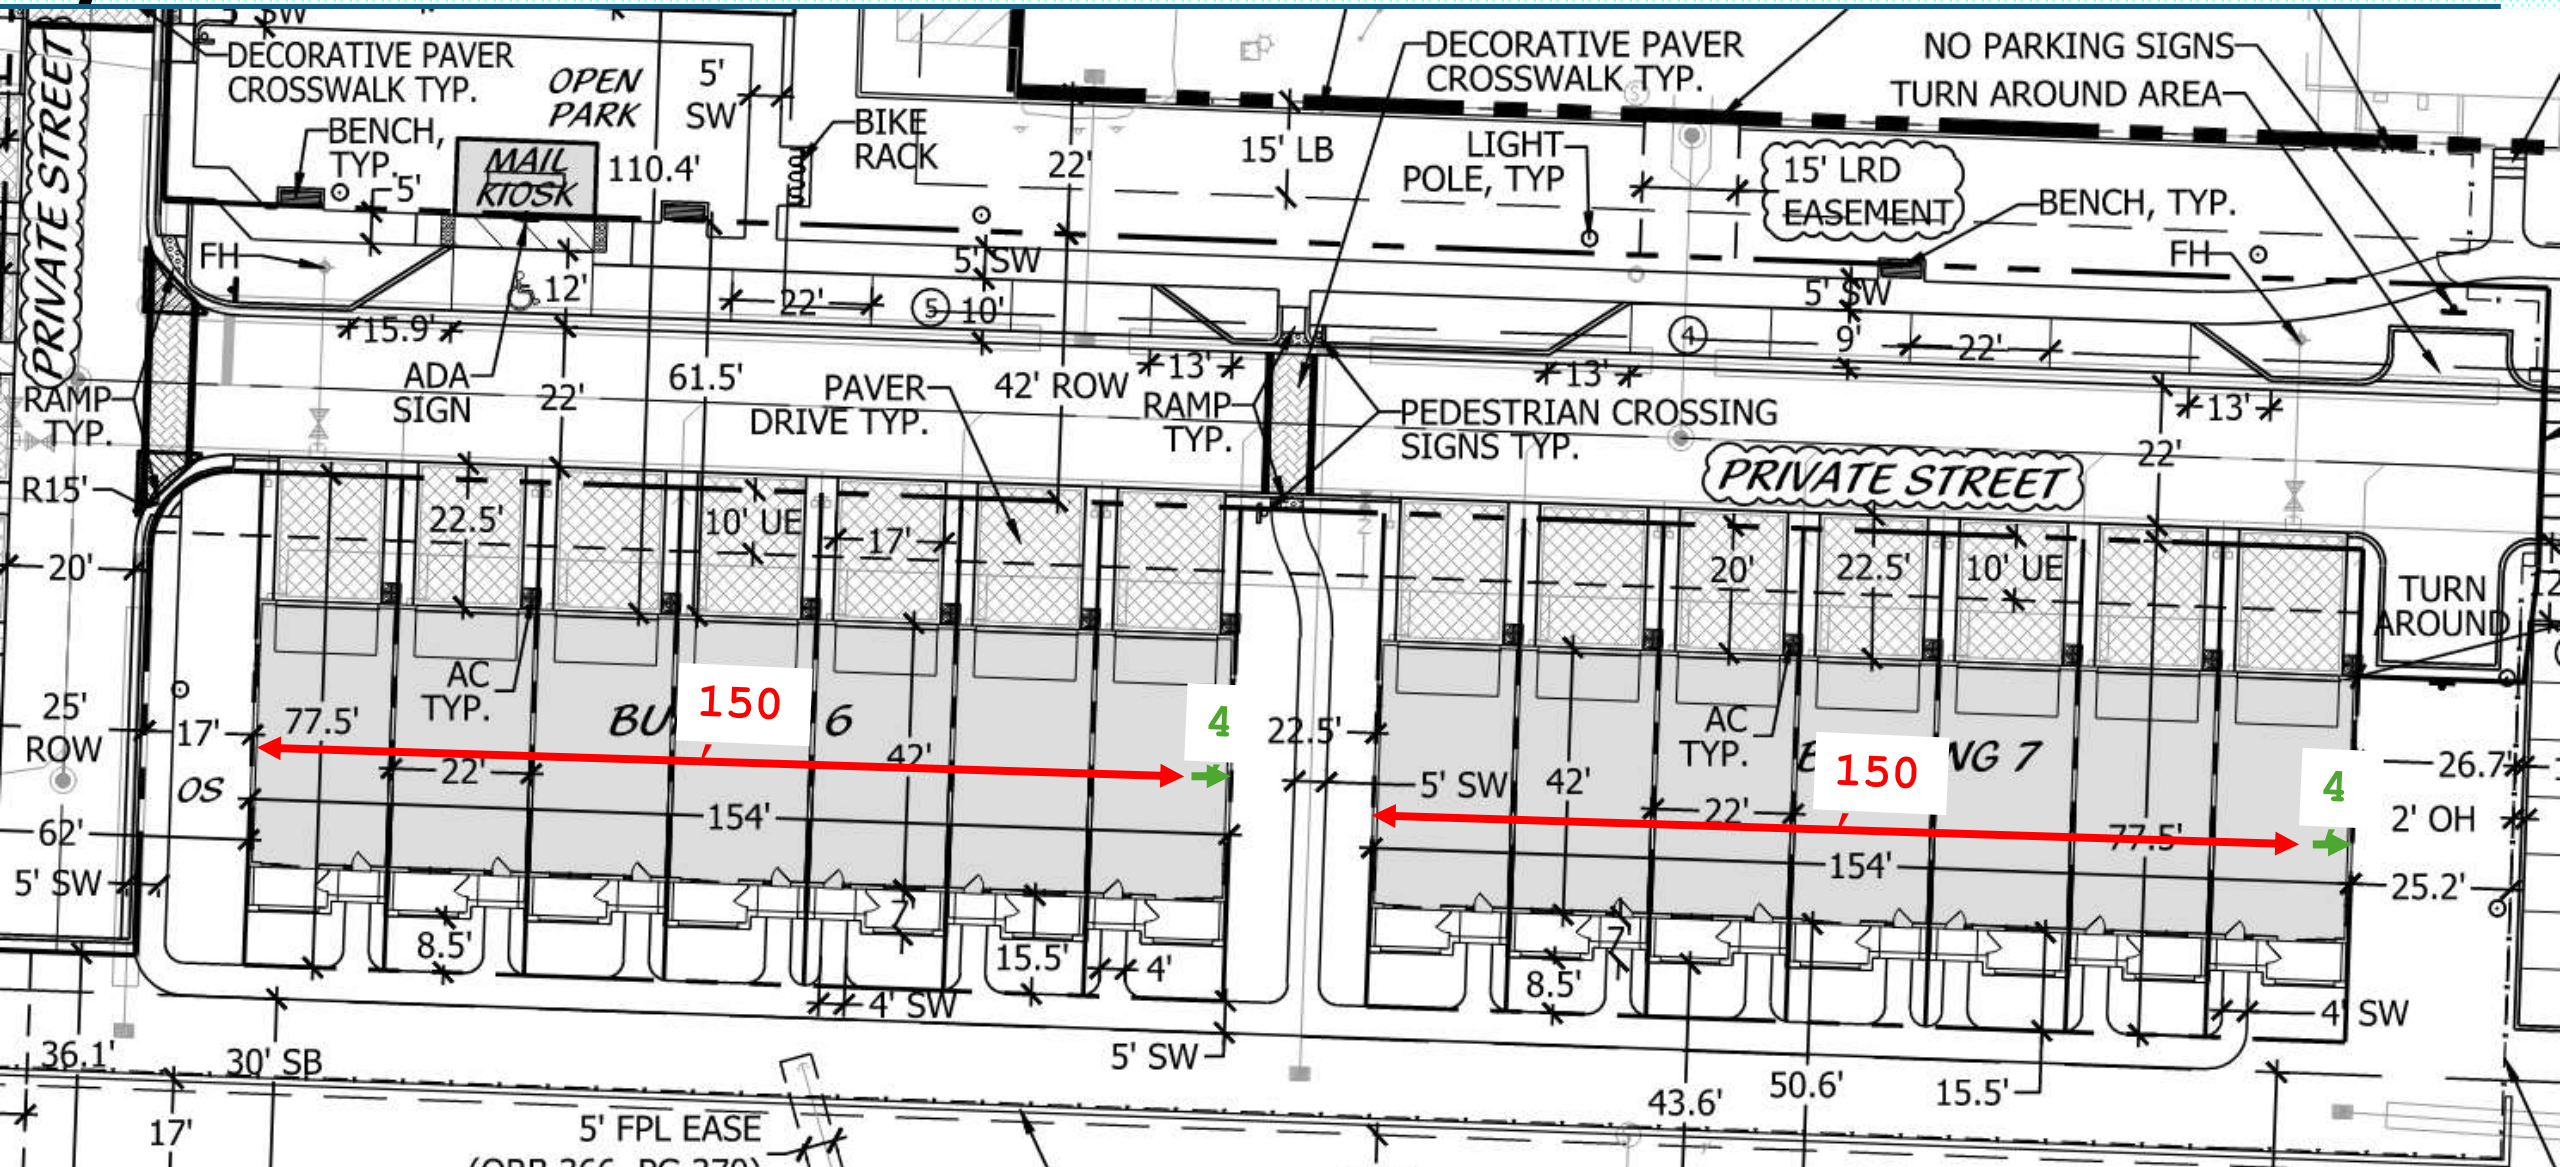 5' SW
DECORATIVE PAVER
CROSSWALK TYP.
OPEN
PARK
5'
SW
BIKE
RACK
DECORATIVE PAVER
CROSSWALK TYP.
NO PARKING SIGNS
TURN AROUND AREA
PRIVATE STREET
BENCH,
TYP.
5'
MAIL
KIOSK
110.4'
22'
15' LB
LIGHT
POLE, TYP
15' LRD
EASEMENT
BENCH, TYP.
FH
FH
12'
22'
5' SW
5
10'
5' SW
4
9'
22'
15.9'
ADA
SIGN
22'
61.5'
PAVER
DRIVE TYP.
42' ROW
13'
RAMP
TYP.
13'
PEDESTRIAN CROSSING
SIGNS TYP.
13'
22'
RAMP
TYP.
R15'
PRIVATE STREET
20'
22.5'
10' UE
17'
20'
22.5'
10' UE
TURN
AROUND
25'
ROW
17'
OS
77.5'
AC
TYP.
BU
150
6
42'
4
22.5'
AC
TYP.
150
NG 7
4
26.7'
22'
154'
5' SW
42'
22'
154'
77.5'
2' OH
25.2'
62'
5' SW
8.5'
7'
15.5'
4'
4' SW
8.5'
7'
4' SW
36.1'
30' SB
5' SW
43.6'
50.6'
15.5'
17'
5' FPL EASE